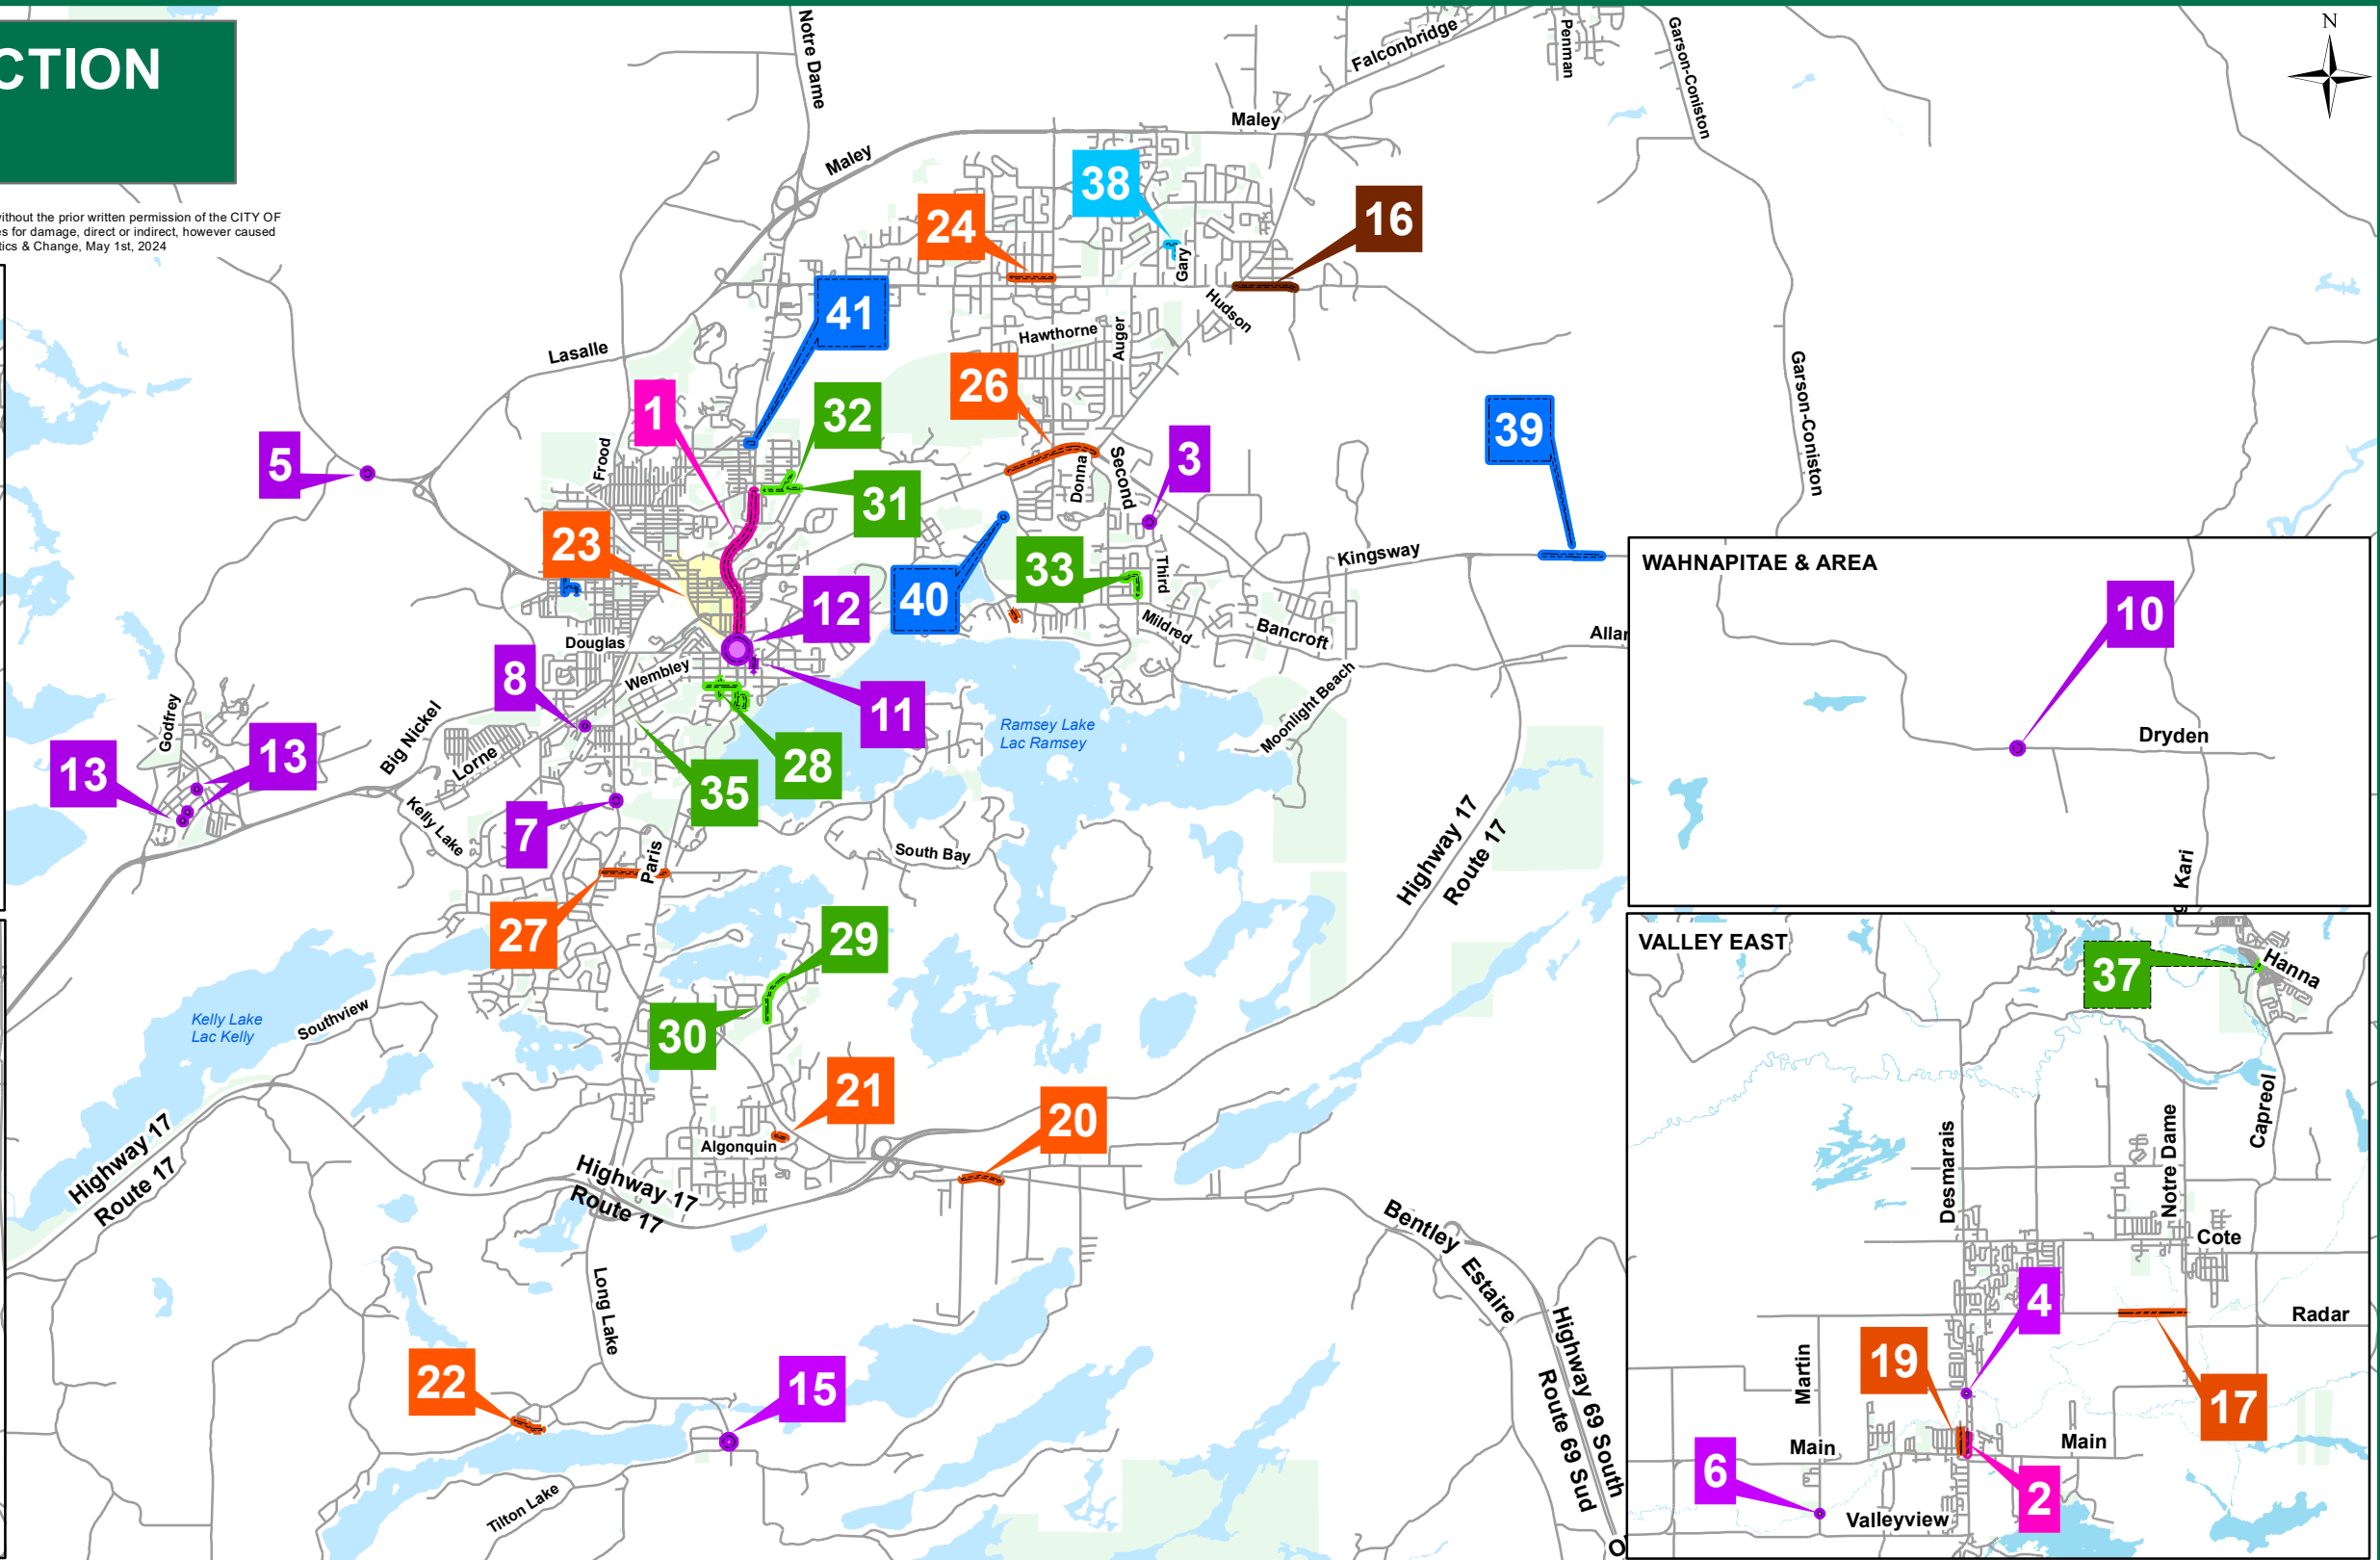 CTION
ithout the prior written permission of the CITY OF
es for damage, direct or indirect, however caused
tics & Change, May 1st, 2024
N
Notre Dame
Falconbridge
Penman
Garson-Coniston
Maley
Maley
38
24
16
Gary
Hudson
41
Hawthorne
Auger
Lasalle
Garson-Coniston
1
32
26
39
5
Frood
3
Second
Donna
31
23
33
Third
Kingsway
12
40
Mildred
Bancroft
Allar
Douglas
Wembley
8
11
Moonlight Beach
Godfrey
Big Nickel
Ramsey Lake
Lac Ramsey
13
13
Lorne
28
35
Kelly Lake
7
South Bay
Paris
Highway 17
Route 17
27
29
30
Kelly Lake
Lac Kelly
Southview
21
20
Algonquin
Highway 17
Route 17
Highway 17
Route 17
Bentley
Estaire
Long Lake
Highway 69 South
Route 69 Sud
22
15
Tilton Lake
WAHNAPITAE & AREA
10
Dryden
Kari
VALLEY EAST
37
Hanna
Capreol
Desmarais
Notre Dame
Cote
4
Radar
19
Martin
17
Main
Main
6
2
Valleyview